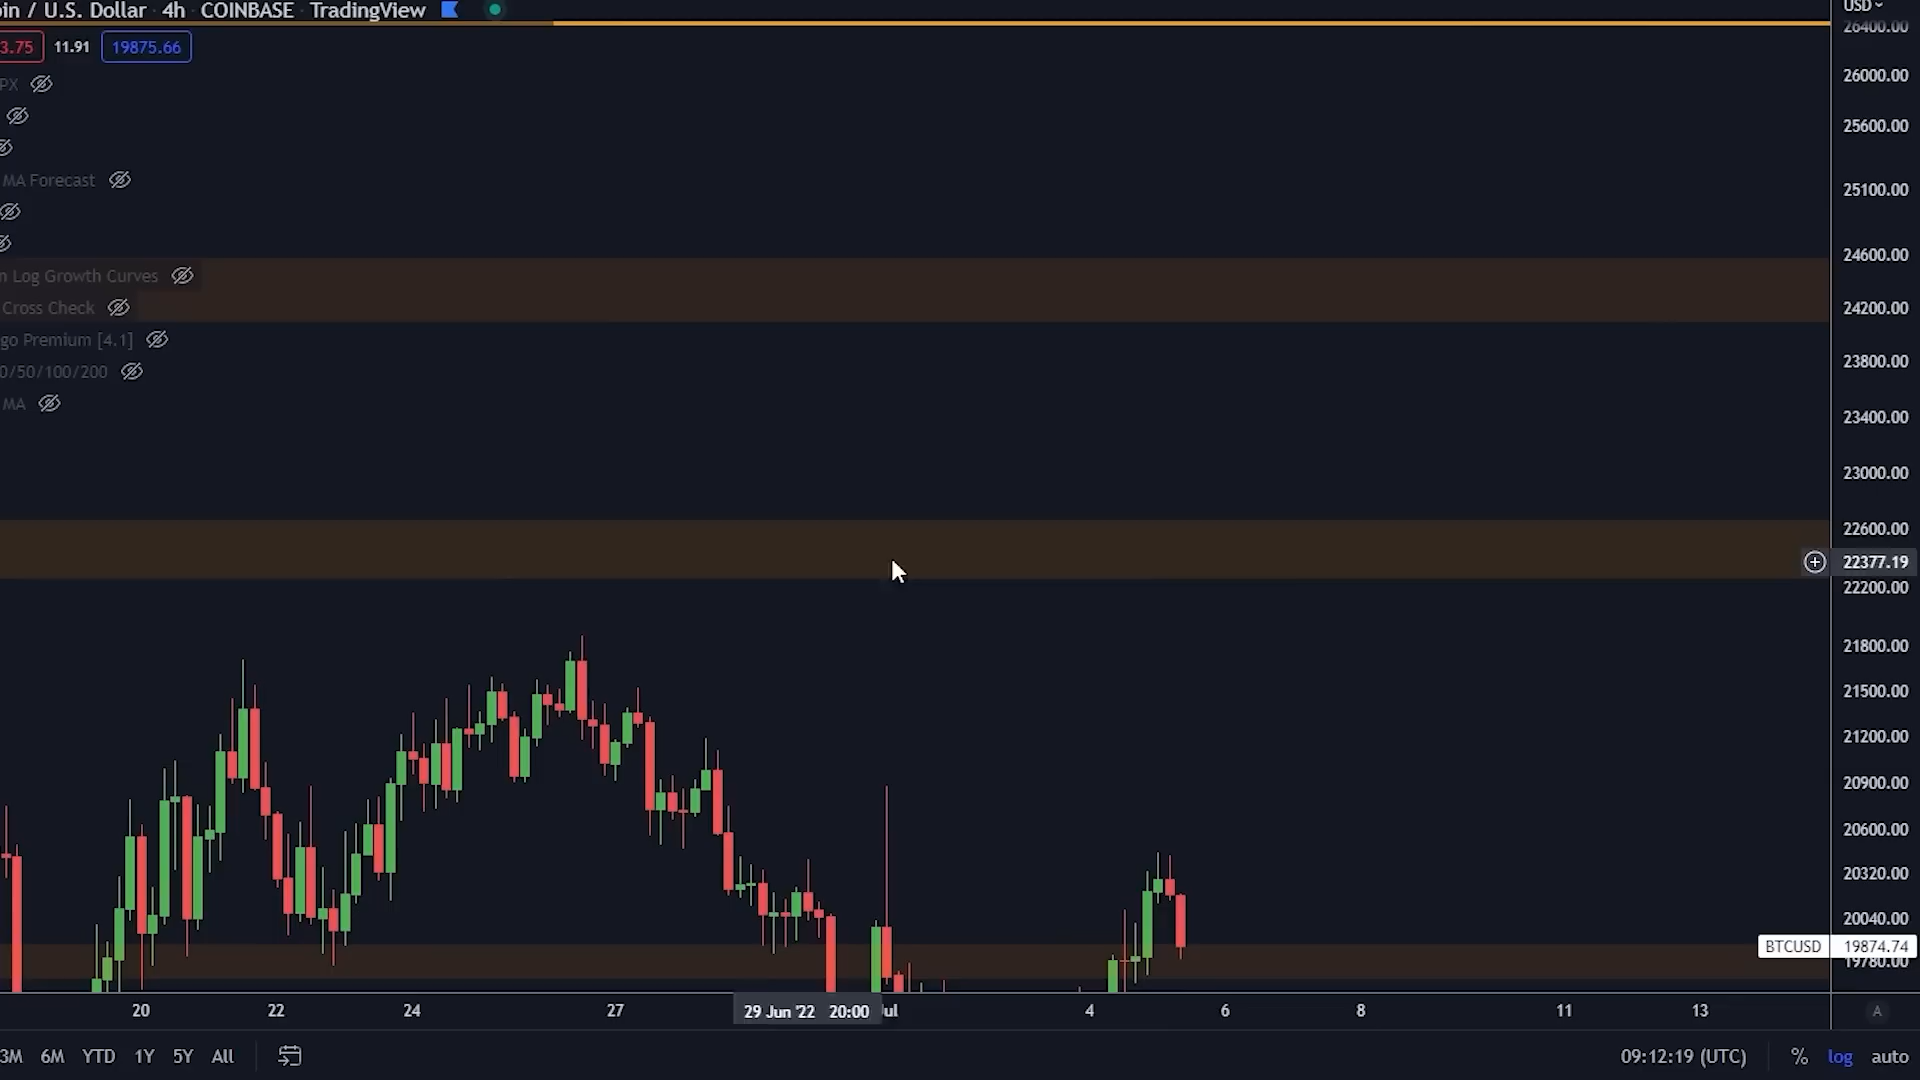 oin / U.S. Dollar · 4h · COINBASE · TradingView
USD
26400.00
3.75 11.91 19875.66
26000.00
PX
25600.00
MA Forecast
25100.00
24600.00
n Log Growth Curves
Cross Check
24200.00
go Premium [4.1]
23800.00
0/50/100/200
MA
23400.00
23000.00
22600.00
22377.19
22200.00
21800.00
21500.00
21200.00
20900.00
20600.00
20320.00
20040.00
BTCUSD 19874.74
19780.00
20 22 24 27 29 Jun '22 20:00 Jul 4 6 8 11 13 A
3M 6M YTD 1Y 5Y All 09:12:19 (UTC) % log auto